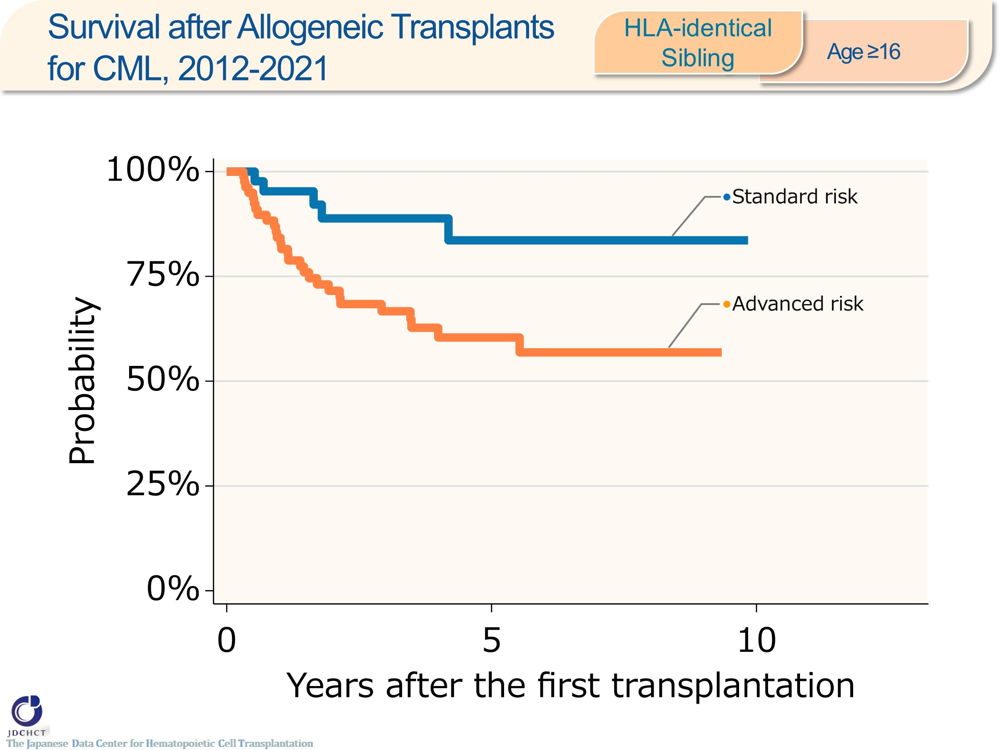 Survival after Allogeneic Transplants
for CML, 2012-2021
HLA-identical
Sibling
Age ≥16
100%
75%
50%
25%
0%
Probability
Standard risk
Advanced risk
0
5
10
Years after the first transplantation
JDCHCT
The Japanese Data Center for Hematopoietic Cell Transplantation